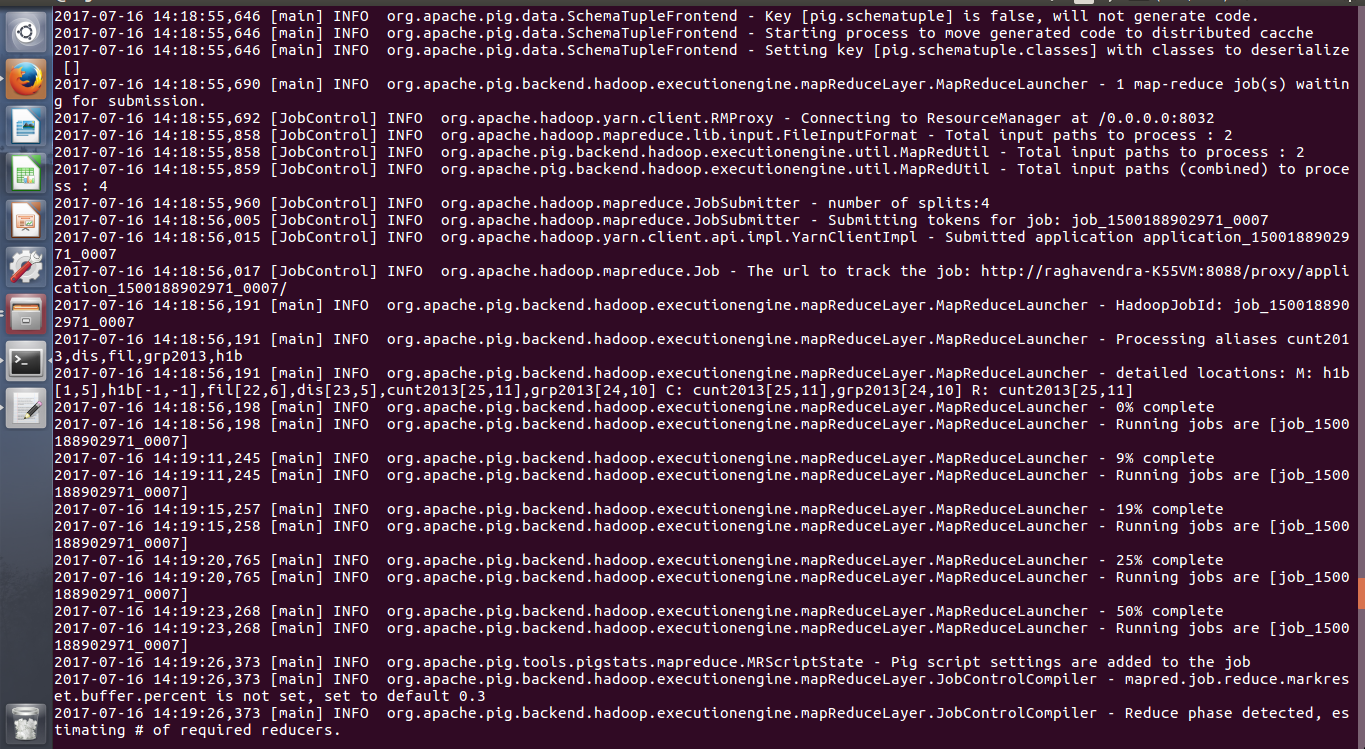 2017-07-16 14:18:55,646 [main] INFO  org.apache.pig.data.SchemaTupleFrontend - Key [pig.schematuple] is false, will not generate code.
2017-07-16 14:18:55,646 [main] INFO  org.apache.pig.data.SchemaTupleFrontend - Starting process to move generated code to distributed cacche
2017-07-16 14:18:55,646 [main] INFO  org.apache.pig.data.SchemaTupleFrontend - Setting key [pig.schematuple.classes] with classes to deserialize
[]
2017-07-16 14:18:55,690 [main] INFO  org.apache.pig.backend.hadoop.executionengine.mapReduceLayer.MapReduceLauncher - 1 map-reduce job(s) waitin
g for submission.
2017-07-16 14:18:55,692 [JobControl] INFO  org.apache.hadoop.yarn.client.RMProxy - Connecting to ResourceManager at /0.0.0.0:8032
2017-07-16 14:18:55,858 [JobControl] INFO  org.apache.hadoop.mapreduce.lib.input.FileInputFormat - Total input paths to process : 2
2017-07-16 14:18:55,858 [JobControl] INFO  org.apache.pig.backend.hadoop.executionengine.util.MapRedUtil - Total input paths to process : 2
2017-07-16 14:18:55,859 [JobControl] INFO  org.apache.pig.backend.hadoop.executionengine.util.MapRedUtil - Total input paths (combined) to proce
ss : 4
2017-07-16 14:18:55,960 [JobControl] INFO  org.apache.hadoop.mapreduce.JobSubmitter - number of splits:4
2017-07-16 14:18:56,005 [JobControl] INFO  org.apache.hadoop.mapreduce.JobSubmitter - Submitting tokens for job: job_1500188902971_0007
2017-07-16 14:18:56,015 [JobControl] INFO  org.apache.hadoop.yarn.client.api.impl.YarnClientImpl - Submitted application application_15001889029
71_0007
2017-07-16 14:18:56,017 [JobControl] INFO  org.apache.hadoop.mapreduce.Job - The url to track the job: http://raghavendra-K55VM:8088/proxy/appli
cation_1500188902971_0007/
2017-07-16 14:18:56,191 [main] INFO  org.apache.pig.backend.hadoop.executionengine.mapReduceLayer.MapReduceLauncher - HadoopJobId: job_150018890
2971_0007
2017-07-16 14:18:56,191 [main] INFO  org.apache.pig.backend.hadoop.executionengine.mapReduceLayer.MapReduceLauncher - Processing aliases cunt201
3,dis,fil,grp2013,h1b
2017-07-16 14:18:56,191 [main] INFO  org.apache.pig.backend.hadoop.executionengine.mapReduceLayer.MapReduceLauncher - detailed locations: M: h1b
[1,5],h1b[-1,-1],fil[22,6],dis[23,5],cunt2013[25,11],grp2013[24,10] C: cunt2013[25,11],grp2013[24,10] R: cunt2013[25,11]
2017-07-16 14:18:56,198 [main] INFO  org.apache.pig.backend.hadoop.executionengine.mapReduceLayer.MapReduceLauncher - 0% complete
2017-07-16 14:18:56,198 [main] INFO  org.apache.pig.backend.hadoop.executionengine.mapReduceLayer.MapReduceLauncher - Running jobs are [job_1500
188902971_0007]
2017-07-16 14:19:11,245 [main] INFO  org.apache.pig.backend.hadoop.executionengine.mapReduceLayer.MapReduceLauncher - 9% complete
2017-07-16 14:19:11,245 [main] INFO  org.apache.pig.backend.hadoop.executionengine.mapReduceLayer.MapReduceLauncher - Running jobs are [job_1500
188902971_0007]
2017-07-16 14:19:15,257 [main] INFO  org.apache.pig.backend.hadoop.executionengine.mapReduceLayer.MapReduceLauncher - 19% complete
2017-07-16 14:19:15,258 [main] INFO  org.apache.pig.backend.hadoop.executionengine.mapReduceLayer.MapReduceLauncher - Running jobs are [job_1500
188902971_0007]
2017-07-16 14:19:20,765 [main] INFO  org.apache.pig.backend.hadoop.executionengine.mapReduceLayer.MapReduceLauncher - 25% complete
2017-07-16 14:19:20,765 [main] INFO  org.apache.pig.backend.hadoop.executionengine.mapReduceLayer.MapReduceLauncher - Running jobs are [job_1500
188902971_0007]
2017-07-16 14:19:23,268 [main] INFO  org.apache.pig.backend.hadoop.executionengine.mapReduceLayer.MapReduceLauncher - 50% complete
2017-07-16 14:19:23,268 [main] INFO  org.apache.pig.backend.hadoop.executionengine.mapReduceLayer.MapReduceLauncher - Running jobs are [job_1500
188902971_0007]
2017-07-16 14:19:26,373 [main] INFO  org.apache.pig.tools.pigstats.mapreduce.MRScriptState - Pig script settings are added to the job
2017-07-16 14:19:26,373 [main] INFO  org.apache.pig.backend.hadoop.executionengine.mapReduceLayer.JobControlCompiler - mapred.job.reduce.markres
et.buffer.percent is not set, set to default 0.3
2017-07-16 14:19:26,373 [main] INFO  org.apache.pig.backend.hadoop.executionengine.mapReduceLayer.JobControlCompiler - Reduce phase detected, es
timating # of required reducers.